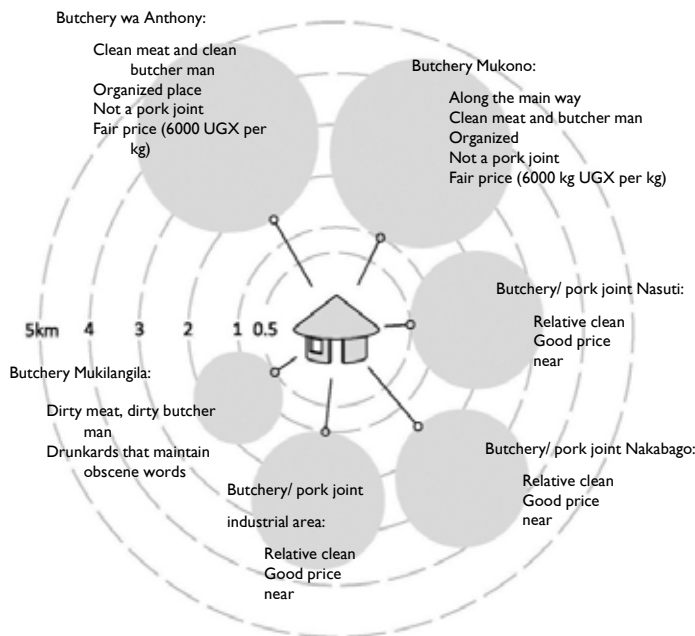 Butchery wa Anthony:
Clean meat and clean
butcher man
Organized place
Not a pork joint
Fair price (6000 UGX per
kg)
Butchery Mukono:
Along the main way
Clean meat and butcher man
Organized
Not a pork joint
Fair price (6000 kg UGX per kg)
Butchery/ pork joint Nasuti:
Relative clean
Good price
near
5km 4 3 2 1 0.5
Butchery Mukilangila:
Dirty meat, dirty butcher
man
Drunkards that maintain
obscene words
Butchery/ pork joint Nakabago:
Relative clean
Good price
near
Butchery/ pork joint
industrial area:
Relative clean
Good price
near